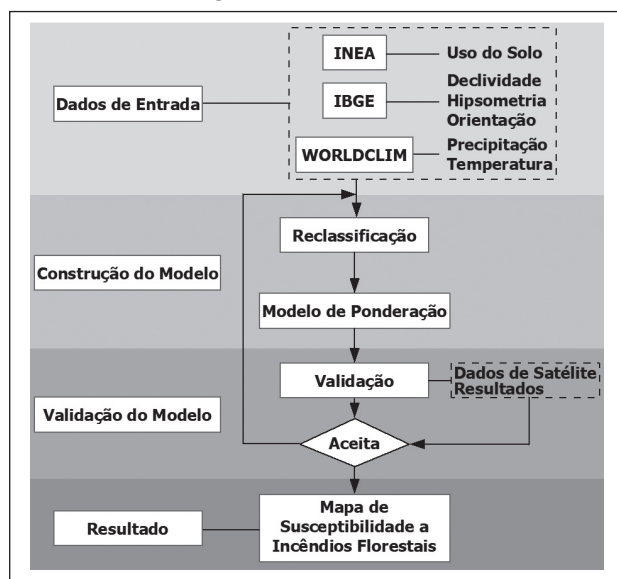 INEA
Uso do Solo
Dados de Entrada
IBGE
Declividade
Hipsometria
Orientação
WORLDCLIM
Precipitação
Temperatura
Reclassificação
Construção do Modelo
Modelo de Ponderação
Validação
Dados de Satélite
Resultados
Validação do Modelo
Aceita
Resultado
Mapa de
Susceptibilidade a
Incêndios Florestais